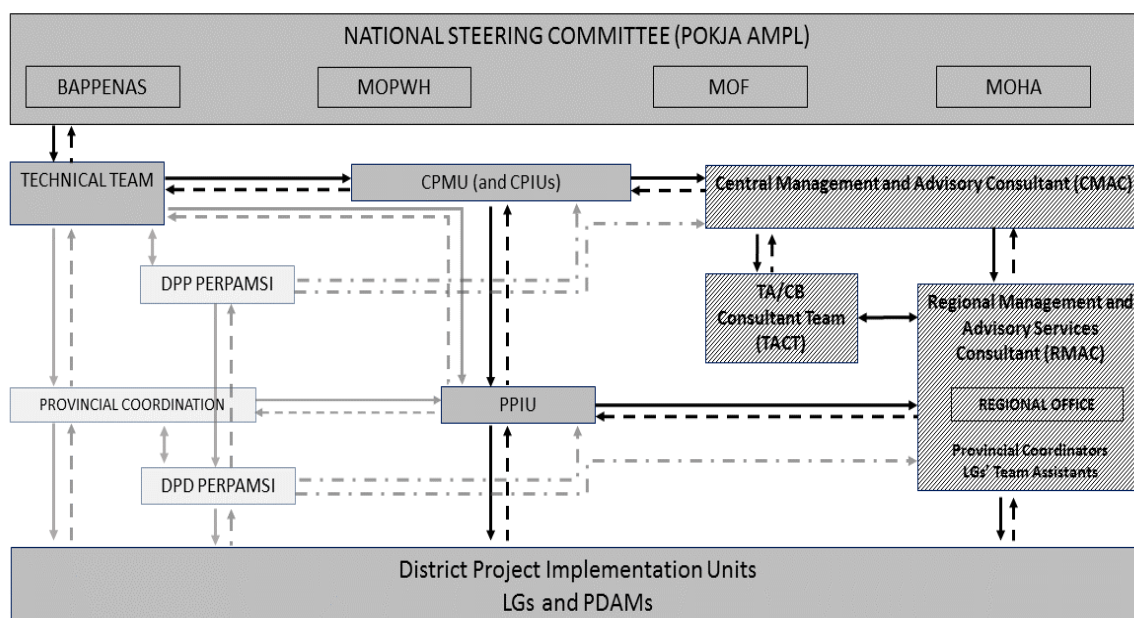 NATIONAL STEERING COMMITTEE (POKJA AMPL)
BAPPENAS
MOPWH
MOF
MOHA
TECHNICAL TEAM
CPMU (and CPIUs)
Central Management and Advisory Consultant (CMAC)
DPP PERPAMSI
TA/CB
Consultant Team
(TACT)
Regional Management and
Advisory Services
Consultant (RMAC)
REGIONAL OFFICE
Provincial Coordinators
LGs' Team Assistants
PROVINCIAL COORDINATION
PPIU
DPD PERPAMSI
District Project Implementation Units
LGs and PDAMs